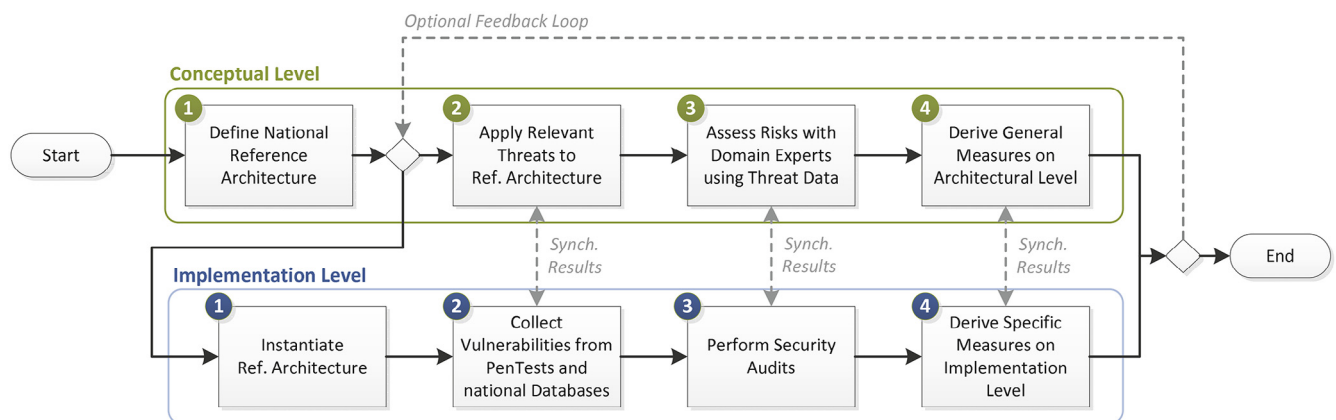 Optional Feedback Loop
Conceptual Level
1
Define National
Reference
Architecture
2
Apply Relevant
Threats to
Ref. Architecture
3
Assess Risks with
Domain Experts
using Threat Data
4
Derive General
Measures on
Architectural Level
Start
Synch.
Results
Synch.
Results
Synch.
Results
End
Implementation Level
1
Instantiate
Ref. Architecture
2
Collect
Vulnerabilities from
PenTests and
national Databases
3
Perform Security
Audits
4
Derive Specific
Measures on
Implementation
Level